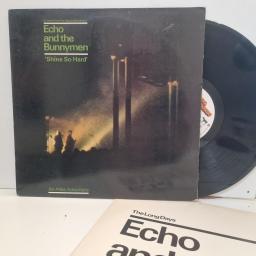 Echo
and the
Bunnymen
'Shine So Hard'
The Long Days
Echo
and